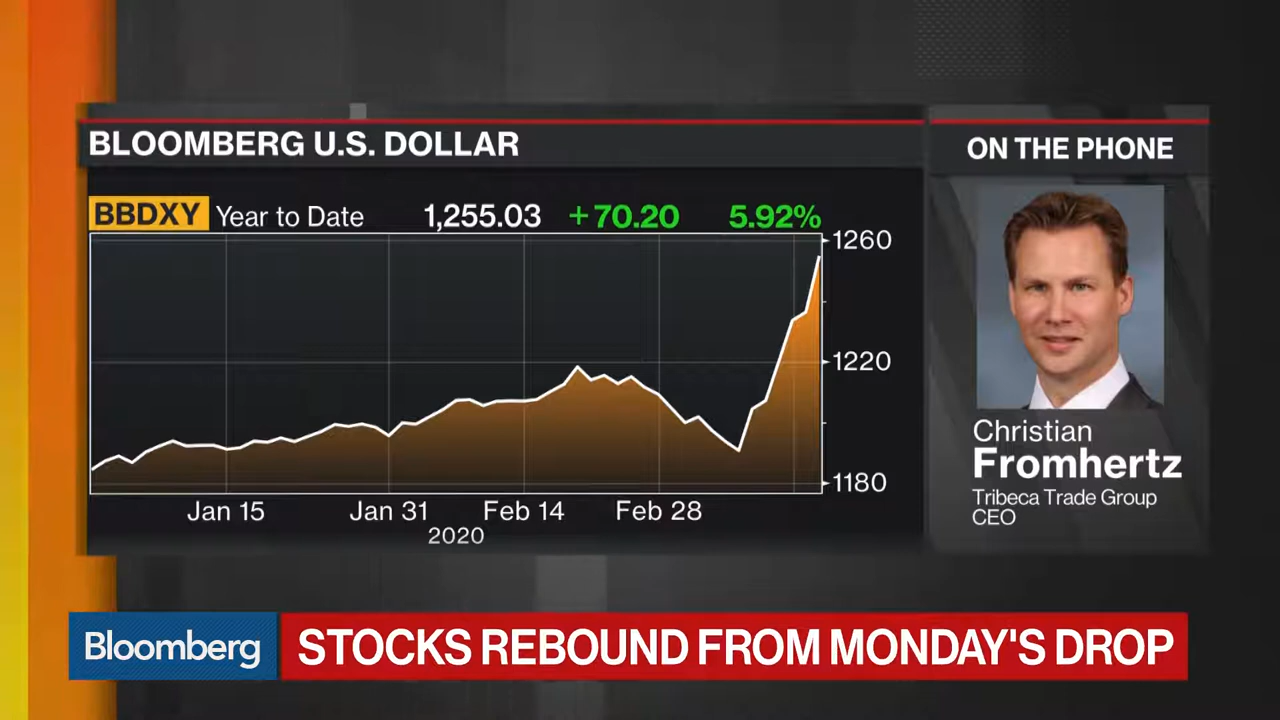 BLOOMBERG U.S. DOLLAR
BBDXY Year to Date 1,255.03 +70.20 5.92%
1260
1220
1180
Jan 15 Jan 31 Feb 14 Feb 28
2020
ON THE PHONE
Christian
Fromhertz
Tribeca Trade Group
CEO
Bloomberg STOCKS REBOUND FROM MONDAY'S DROP